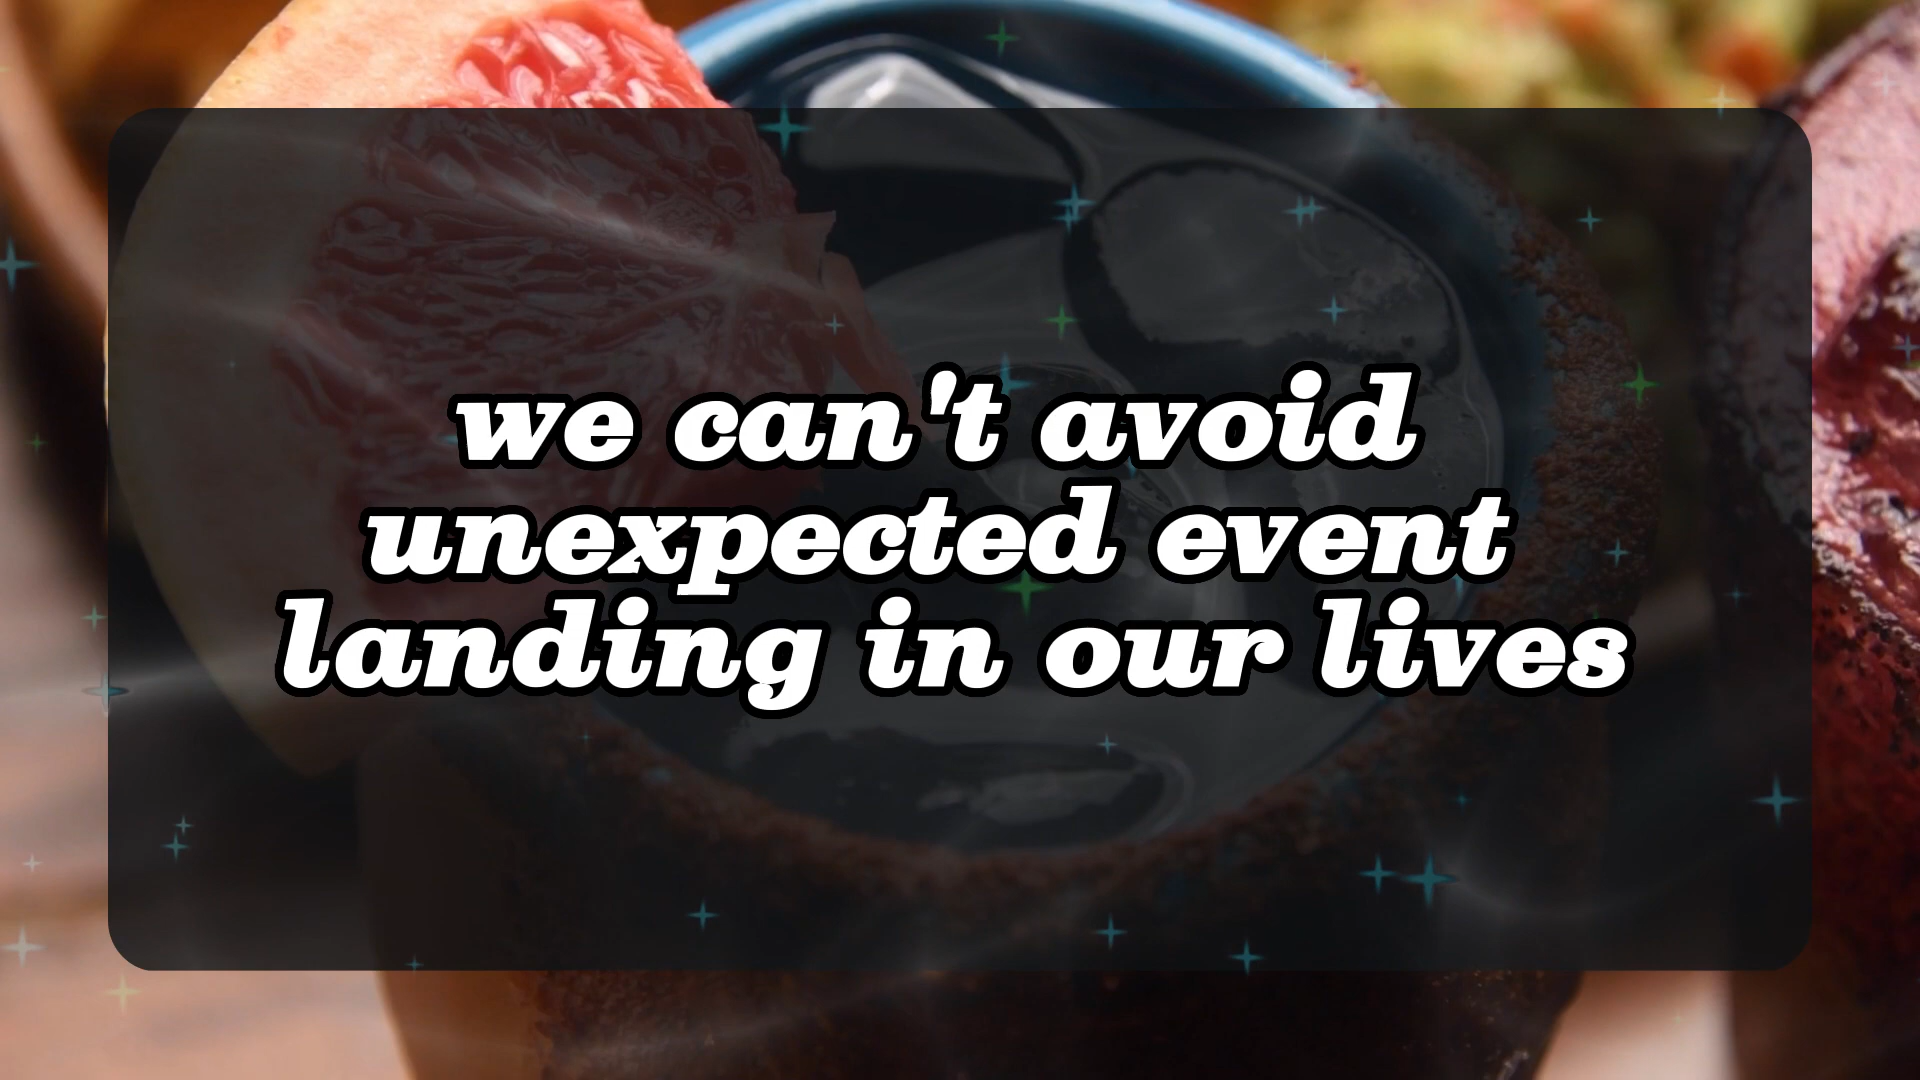 we can't avoid
unexpected event
landing in our lives